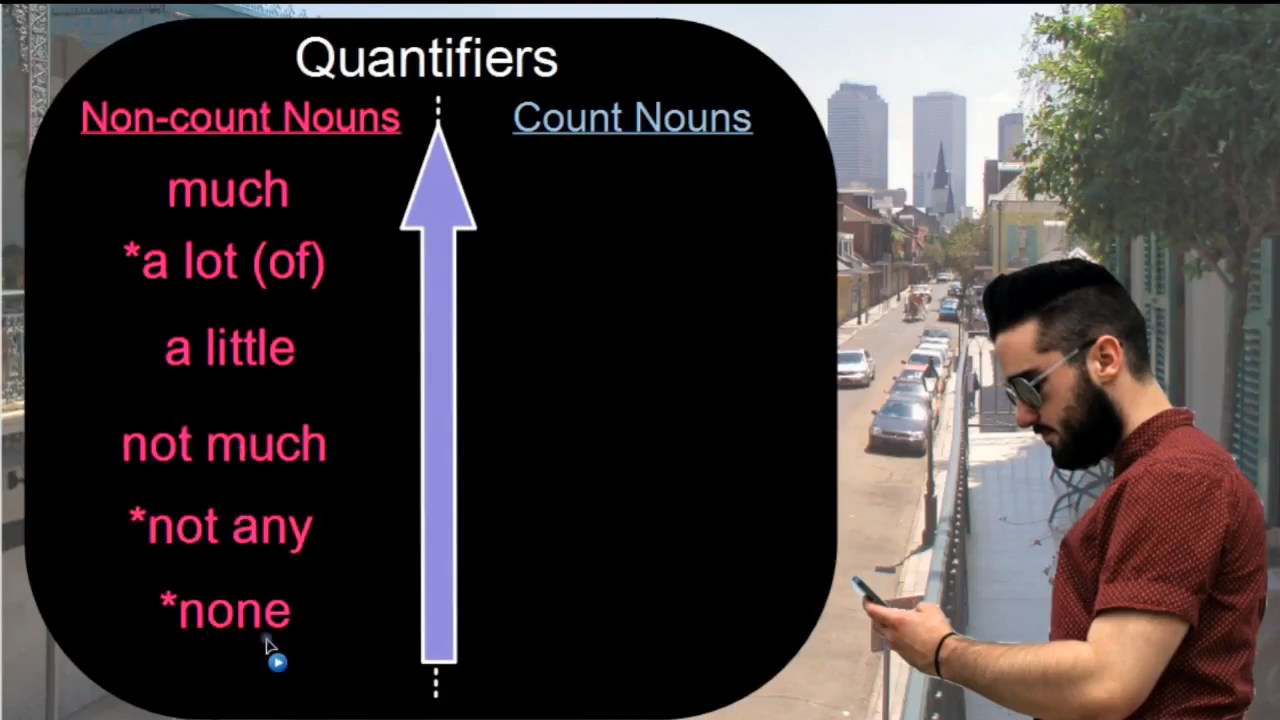 Quantifiers
Non-count Nouns
Count Nouns
much
*a lot (of)
a little
not much
*not any
*none